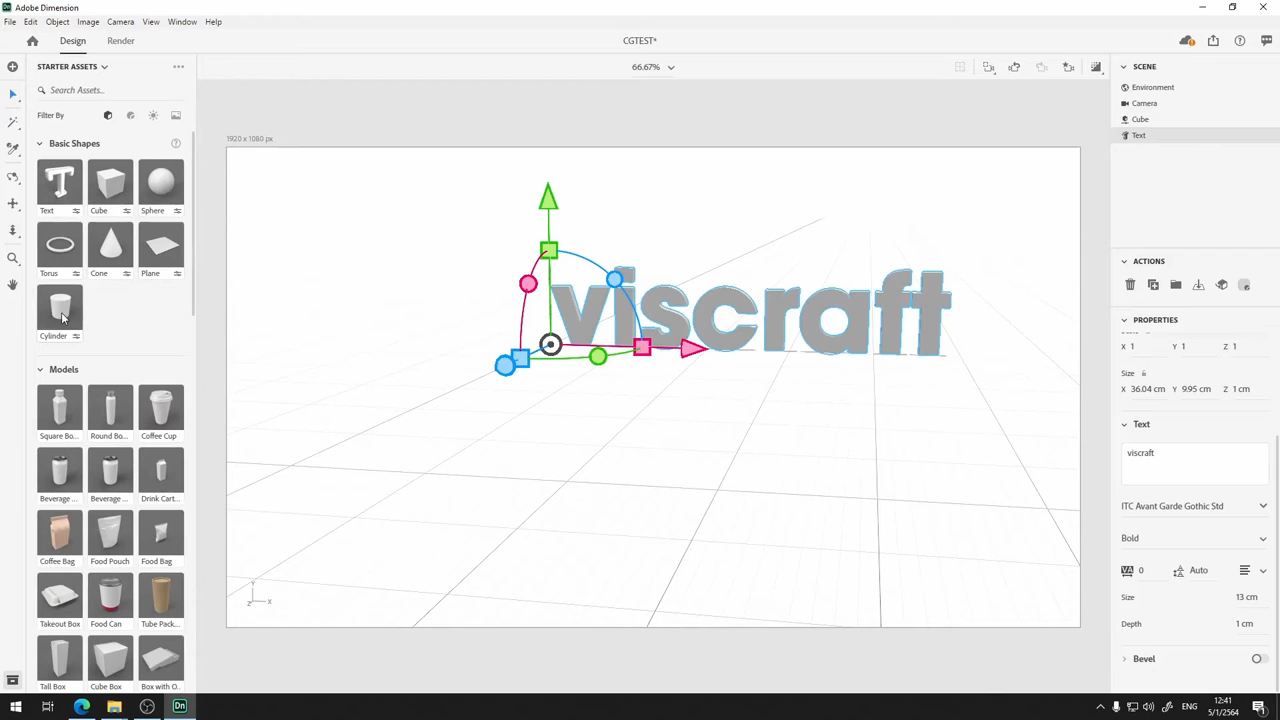 Dn Adobe Dimension
File Edit Object Image Camera View Window Help
Design Render CGTEST*
STARTER ASSETS
66.67%
SCENE
Search Assets...
Environment
Camera
Filter By
Cube
Text
1920 x 1080 px
Basic Shapes
Text Cube Sphere
Torus Cone Plane
Cylinder
viscraft
ACTIONS
PROPERTIES
X 1 Y 1 Z 1
Size
X 36.04 cm Y 9.95 cm Z 1 cm
Models
Square Bo... Round Bo... Coffee Cup
Text
viscraft
Beverage ... Beverage ... Drink Cart...
ITC Avant Garde Gothic Std
Bold
Coffee Bag Food Pouch Food Bag
VA 0 Auto
Size 13 cm
Takeout Box Food Can Tube Pack...
Depth 1 cm
Bevel
Tall Box Cube Box Box with O...
Y
Z X
Dn
12:41
5/1/2564